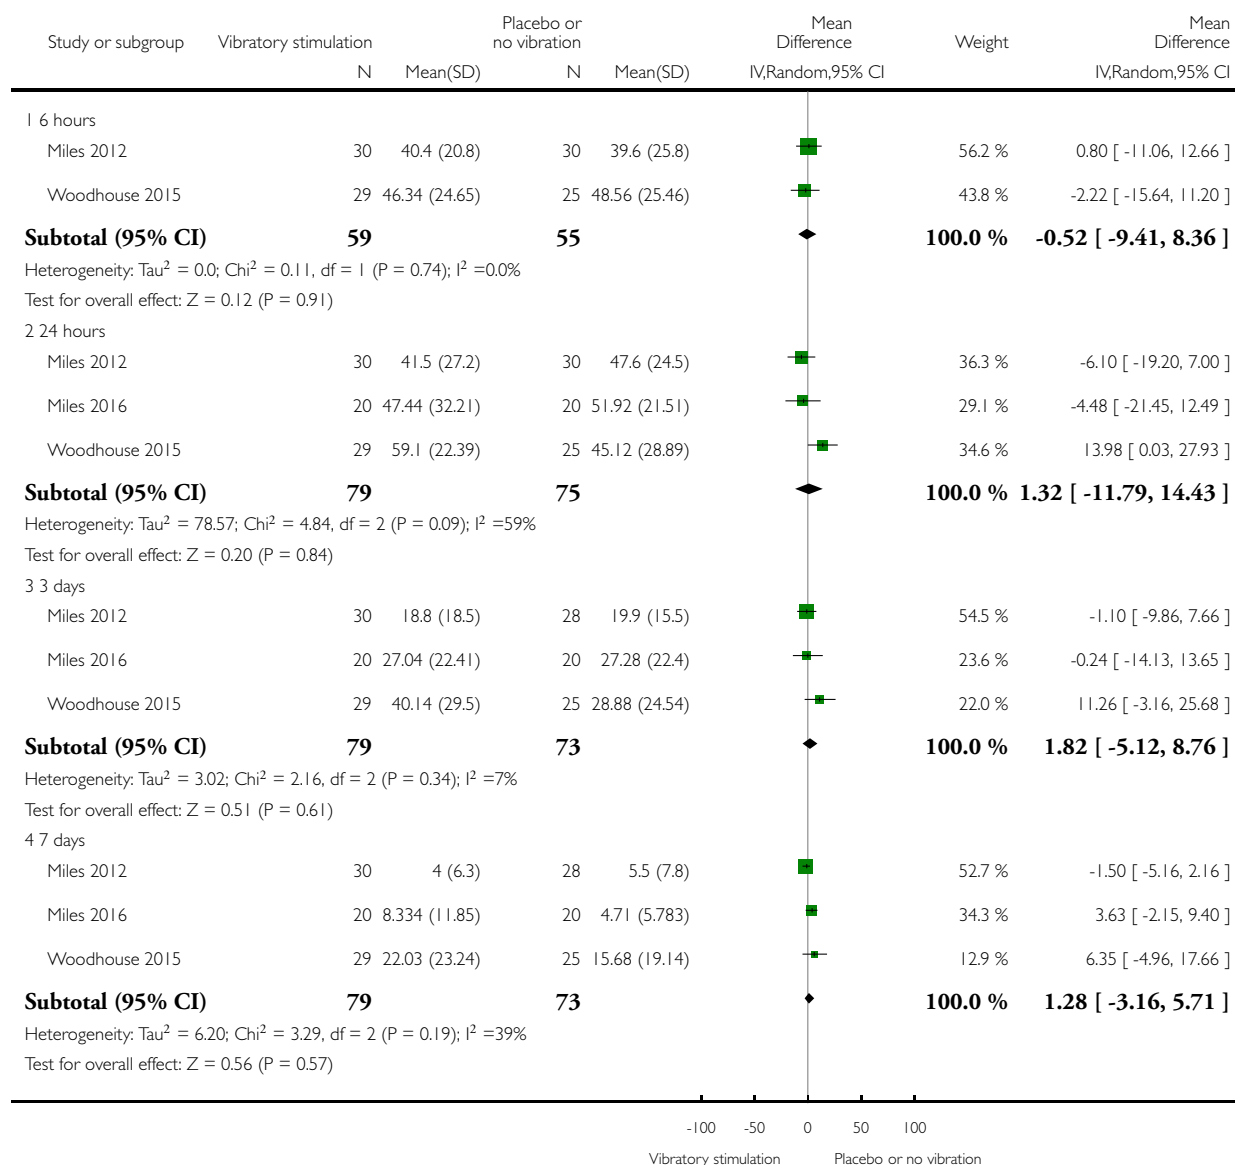 Study or subgroup Vibratory stimulation Placebo or no vibration Mean Difference Weight Mean Difference
N Mean(SD) N Mean(SD) IV,Random,95% CI IV,Random,95% CI
1 6 hours
Miles 2012 30 40.4 (20.8) 30 39.6 (25.8) 56.2 % 0.80 [ -11.06, 12.66 ]
Woodhouse 2015 29 46.34 (24.65) 25 48.56 (25.46) 43.8 % -2.22 [ -15.64, 11.20 ]
Subtotal (95% CI) 59 55 100.0 % -0.52 [ -9.41, 8.36 ]
Heterogeneity: Tau² = 0.0; Chi² = 0.11, df = 1 (P = 0.74); I² =0.0%
Test for overall effect: Z = 0.12 (P = 0.91)
2 24 hours
Miles 2012 30 41.5 (27.2) 30 47.6 (24.5) 36.3 % -6.10 [ -19.20, 7.00 ]
Miles 2016 20 47.44 (32.21) 20 51.92 (21.51) 29.1 % -4.48 [ -21.45, 12.49 ]
Woodhouse 2015 29 59.1 (22.39) 25 45.12 (28.89) 34.6 % 13.98 [ 0.03, 27.93 ]
Subtotal (95% CI) 79 75 100.0 % 1.32 [ -11.79, 14.43 ]
Heterogeneity: Tau² = 78.57; Chi² = 4.84, df = 2 (P = 0.09); I² =59%
Test for overall effect: Z = 0.20 (P = 0.84)
3 3 days
Miles 2012 30 18.8 (18.5) 28 19.9 (15.5) 54.5 % -1.10 [ -9.86, 7.66 ]
Miles 2016 20 27.04 (22.41) 20 27.28 (22.4) 23.6 % -0.24 [ -14.13, 13.65 ]
Woodhouse 2015 29 40.14 (29.5) 25 28.88 (24.54) 22.0 % 11.26 [ -3.16, 25.68 ]
Subtotal (95% CI) 79 73 100.0 % 1.82 [ -5.12, 8.76 ]
Heterogeneity: Tau² = 3.02; Chi² = 2.16, df = 2 (P = 0.34); I² =7%
Test for overall effect: Z = 0.51 (P = 0.61)
4 7 days
Miles 2012 30 4 (6.3) 28 5.5 (7.8) 52.7 % -1.50 [ -5.16, 2.16 ]
Miles 2016 20 8.334 (11.85) 20 4.71 (5.783) 34.3 % 3.63 [ -2.15, 9.40 ]
Woodhouse 2015 29 22.03 (23.24) 25 15.68 (19.14) 12.9 % 6.35 [ -4.96, 17.66 ]
Subtotal (95% CI) 79 73 100.0 % 1.28 [ -3.16, 5.71 ]
Heterogeneity: Tau² = 6.20; Chi² = 3.29, df = 2 (P = 0.19); I² =39%
Test for overall effect: Z = 0.56 (P = 0.57)
-100 -50 0 50 100
Vibratory stimulation Placebo or no vibration